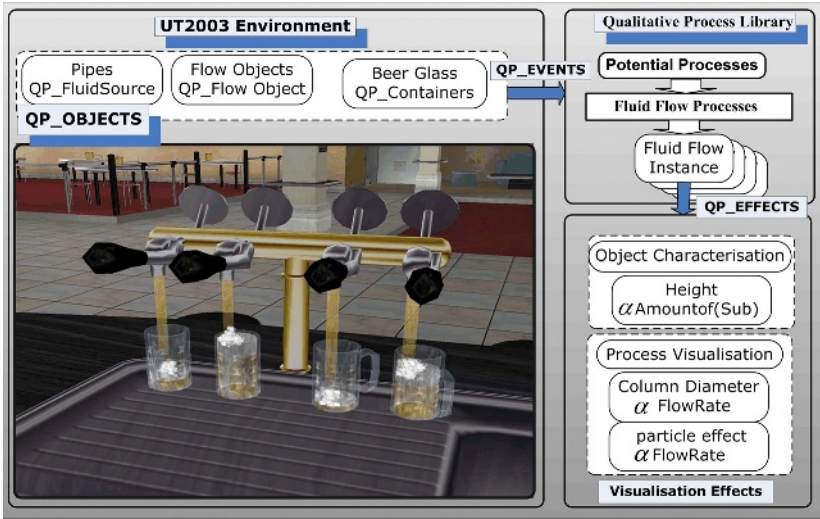 UT2003 Environment
Pipes
QP_FluidSource
Flow Objects
QP_Flow Object
Beer Glass
QP_Containers
QP_OBJECTS
QP_EVENTS
Qualitative Process Library
Potential Processes
Fluid Flow Processes
Fluid Flow
Instance
QP_EFFECTS
Object Characterisation
Height
α Amountof(Sub)
Process Visualisation
Column Diameter
α FlowRate
particle effect
α FlowRate
Visualisation Effects